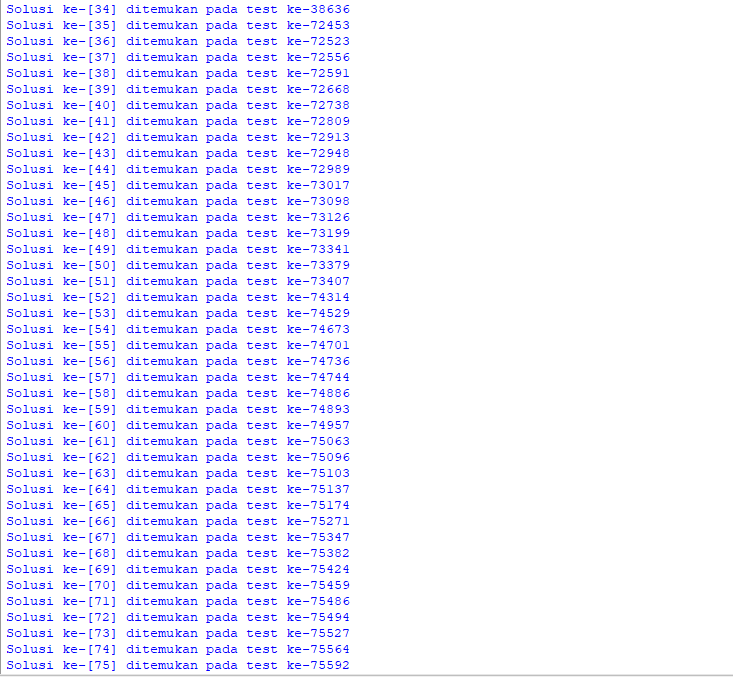 Solusi ke-[34] ditemukan pada test ke-38636
Solusi ke-[35] ditemukan pada test ke-72453
Solusi ke-[36] ditemukan pada test ke-72523
Solusi ke-[37] ditemukan pada test ke-72556
Solusi ke-[38] ditemukan pada test ke-72591
Solusi ke-[39] ditemukan pada test ke-72668
Solusi ke-[40] ditemukan pada test ke-72738
Solusi ke-[41] ditemukan pada test ke-72809
Solusi ke-[42] ditemukan pada test ke-72913
Solusi ke-[43] ditemukan pada test ke-72948
Solusi ke-[44] ditemukan pada test ke-72989
Solusi ke-[45] ditemukan pada test ke-73017
Solusi ke-[46] ditemukan pada test ke-73098
Solusi ke-[47] ditemukan pada test ke-73126
Solusi ke-[48] ditemukan pada test ke-73199
Solusi ke-[49] ditemukan pada test ke-73341
Solusi ke-[50] ditemukan pada test ke-73379
Solusi ke-[51] ditemukan pada test ke-73407
Solusi ke-[52] ditemukan pada test ke-74314
Solusi ke-[53] ditemukan pada test ke-74529
Solusi ke-[54] ditemukan pada test ke-74673
Solusi ke-[55] ditemukan pada test ke-74701
Solusi ke-[56] ditemukan pada test ke-74736
Solusi ke-[57] ditemukan pada test ke-74744
Solusi ke-[58] ditemukan pada test ke-74886
Solusi ke-[59] ditemukan pada test ke-74893
Solusi ke-[60] ditemukan pada test ke-74957
Solusi ke-[61] ditemukan pada test ke-75063
Solusi ke-[62] ditemukan pada test ke-75096
Solusi ke-[63] ditemukan pada test ke-75103
Solusi ke-[64] ditemukan pada test ke-75137
Solusi ke-[65] ditemukan pada test ke-75174
Solusi ke-[66] ditemukan pada test ke-75271
Solusi ke-[67] ditemukan pada test ke-75347
Solusi ke-[68] ditemukan pada test ke-75382
Solusi ke-[69] ditemukan pada test ke-75424
Solusi ke-[70] ditemukan pada test ke-75459
Solusi ke-[71] ditemukan pada test ke-75486
Solusi ke-[72] ditemukan pada test ke-75494
Solusi ke-[73] ditemukan pada test ke-75527
Solusi ke-[74] ditemukan pada test ke-75564
Solusi ke-[75] ditemukan pada test ke-75592